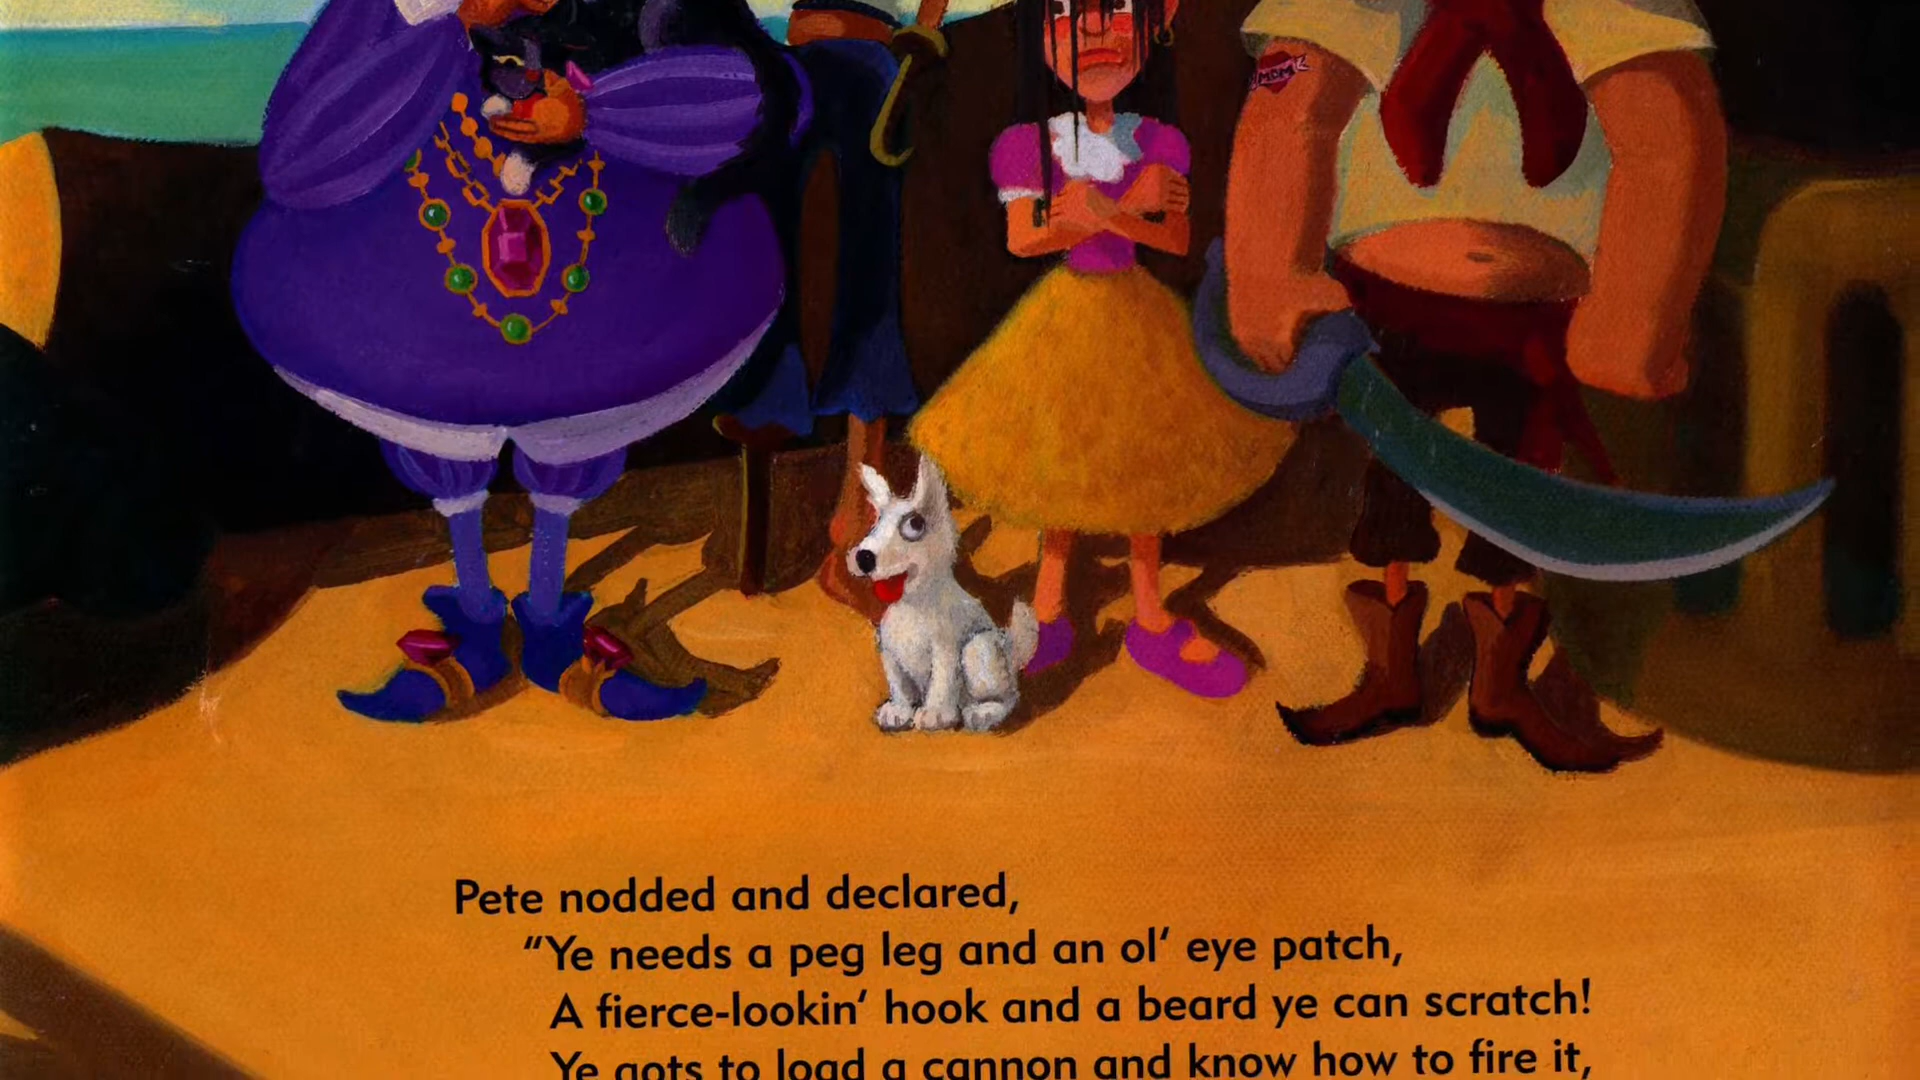 MOM
Pete nodded and declared,
“Ye needs a peg leg and an ol’ eye patch,
A fierce-lookin’ hook and a beard ye can scratch!
Ye gots to load a cannon and know how to fire it,